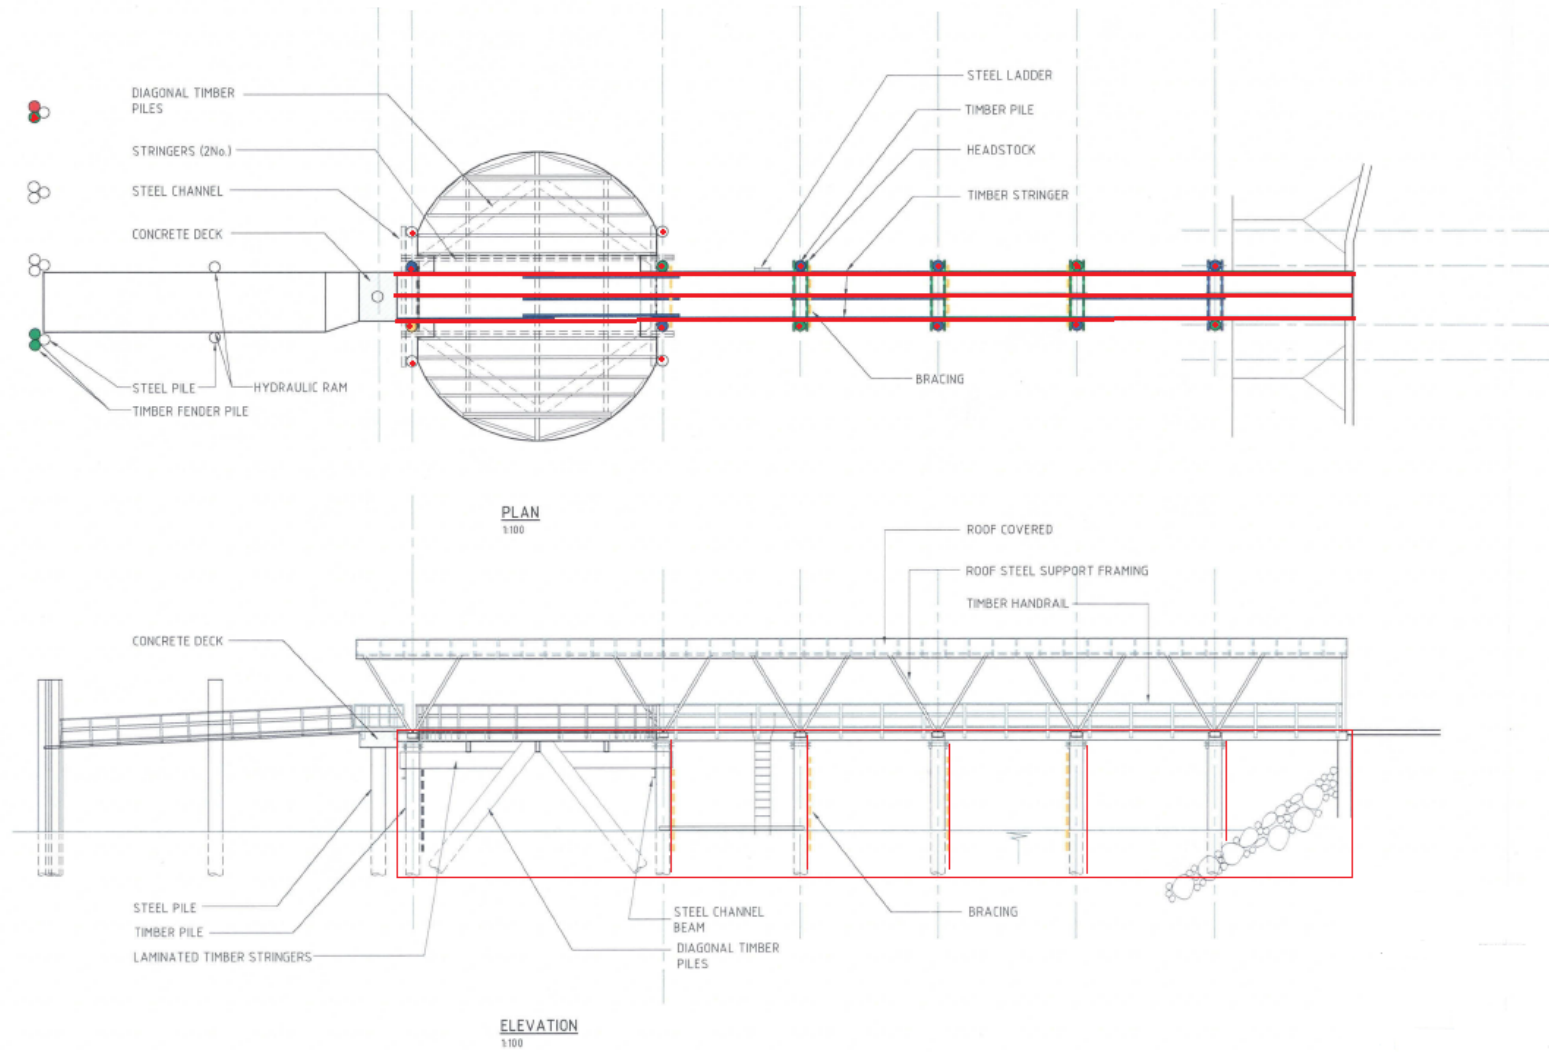 DIAGONAL TIMBER
PILES
STRINGERS (2No.)
STEEL CHANNEL
CONCRETE DECK
STEEL LADDER
TIMBER PILE
HEADSTOCK
TIMBER STRINGER
STEEL PILE
HYDRAULIC RAM
TIMBER FENDER PILE
BRACING
PLAN
1:100
ROOF COVERED
ROOF STEEL SUPPORT FRAMING
TIMBER HANDRAIL
CONCRETE DECK
STEEL PILE
TIMBER PILE
LAMINATED TIMBER STRINGERS
STEEL CHANNEL
BEAM
DIAGONAL TIMBER
PILES
BRACING
ELEVATION
1:100